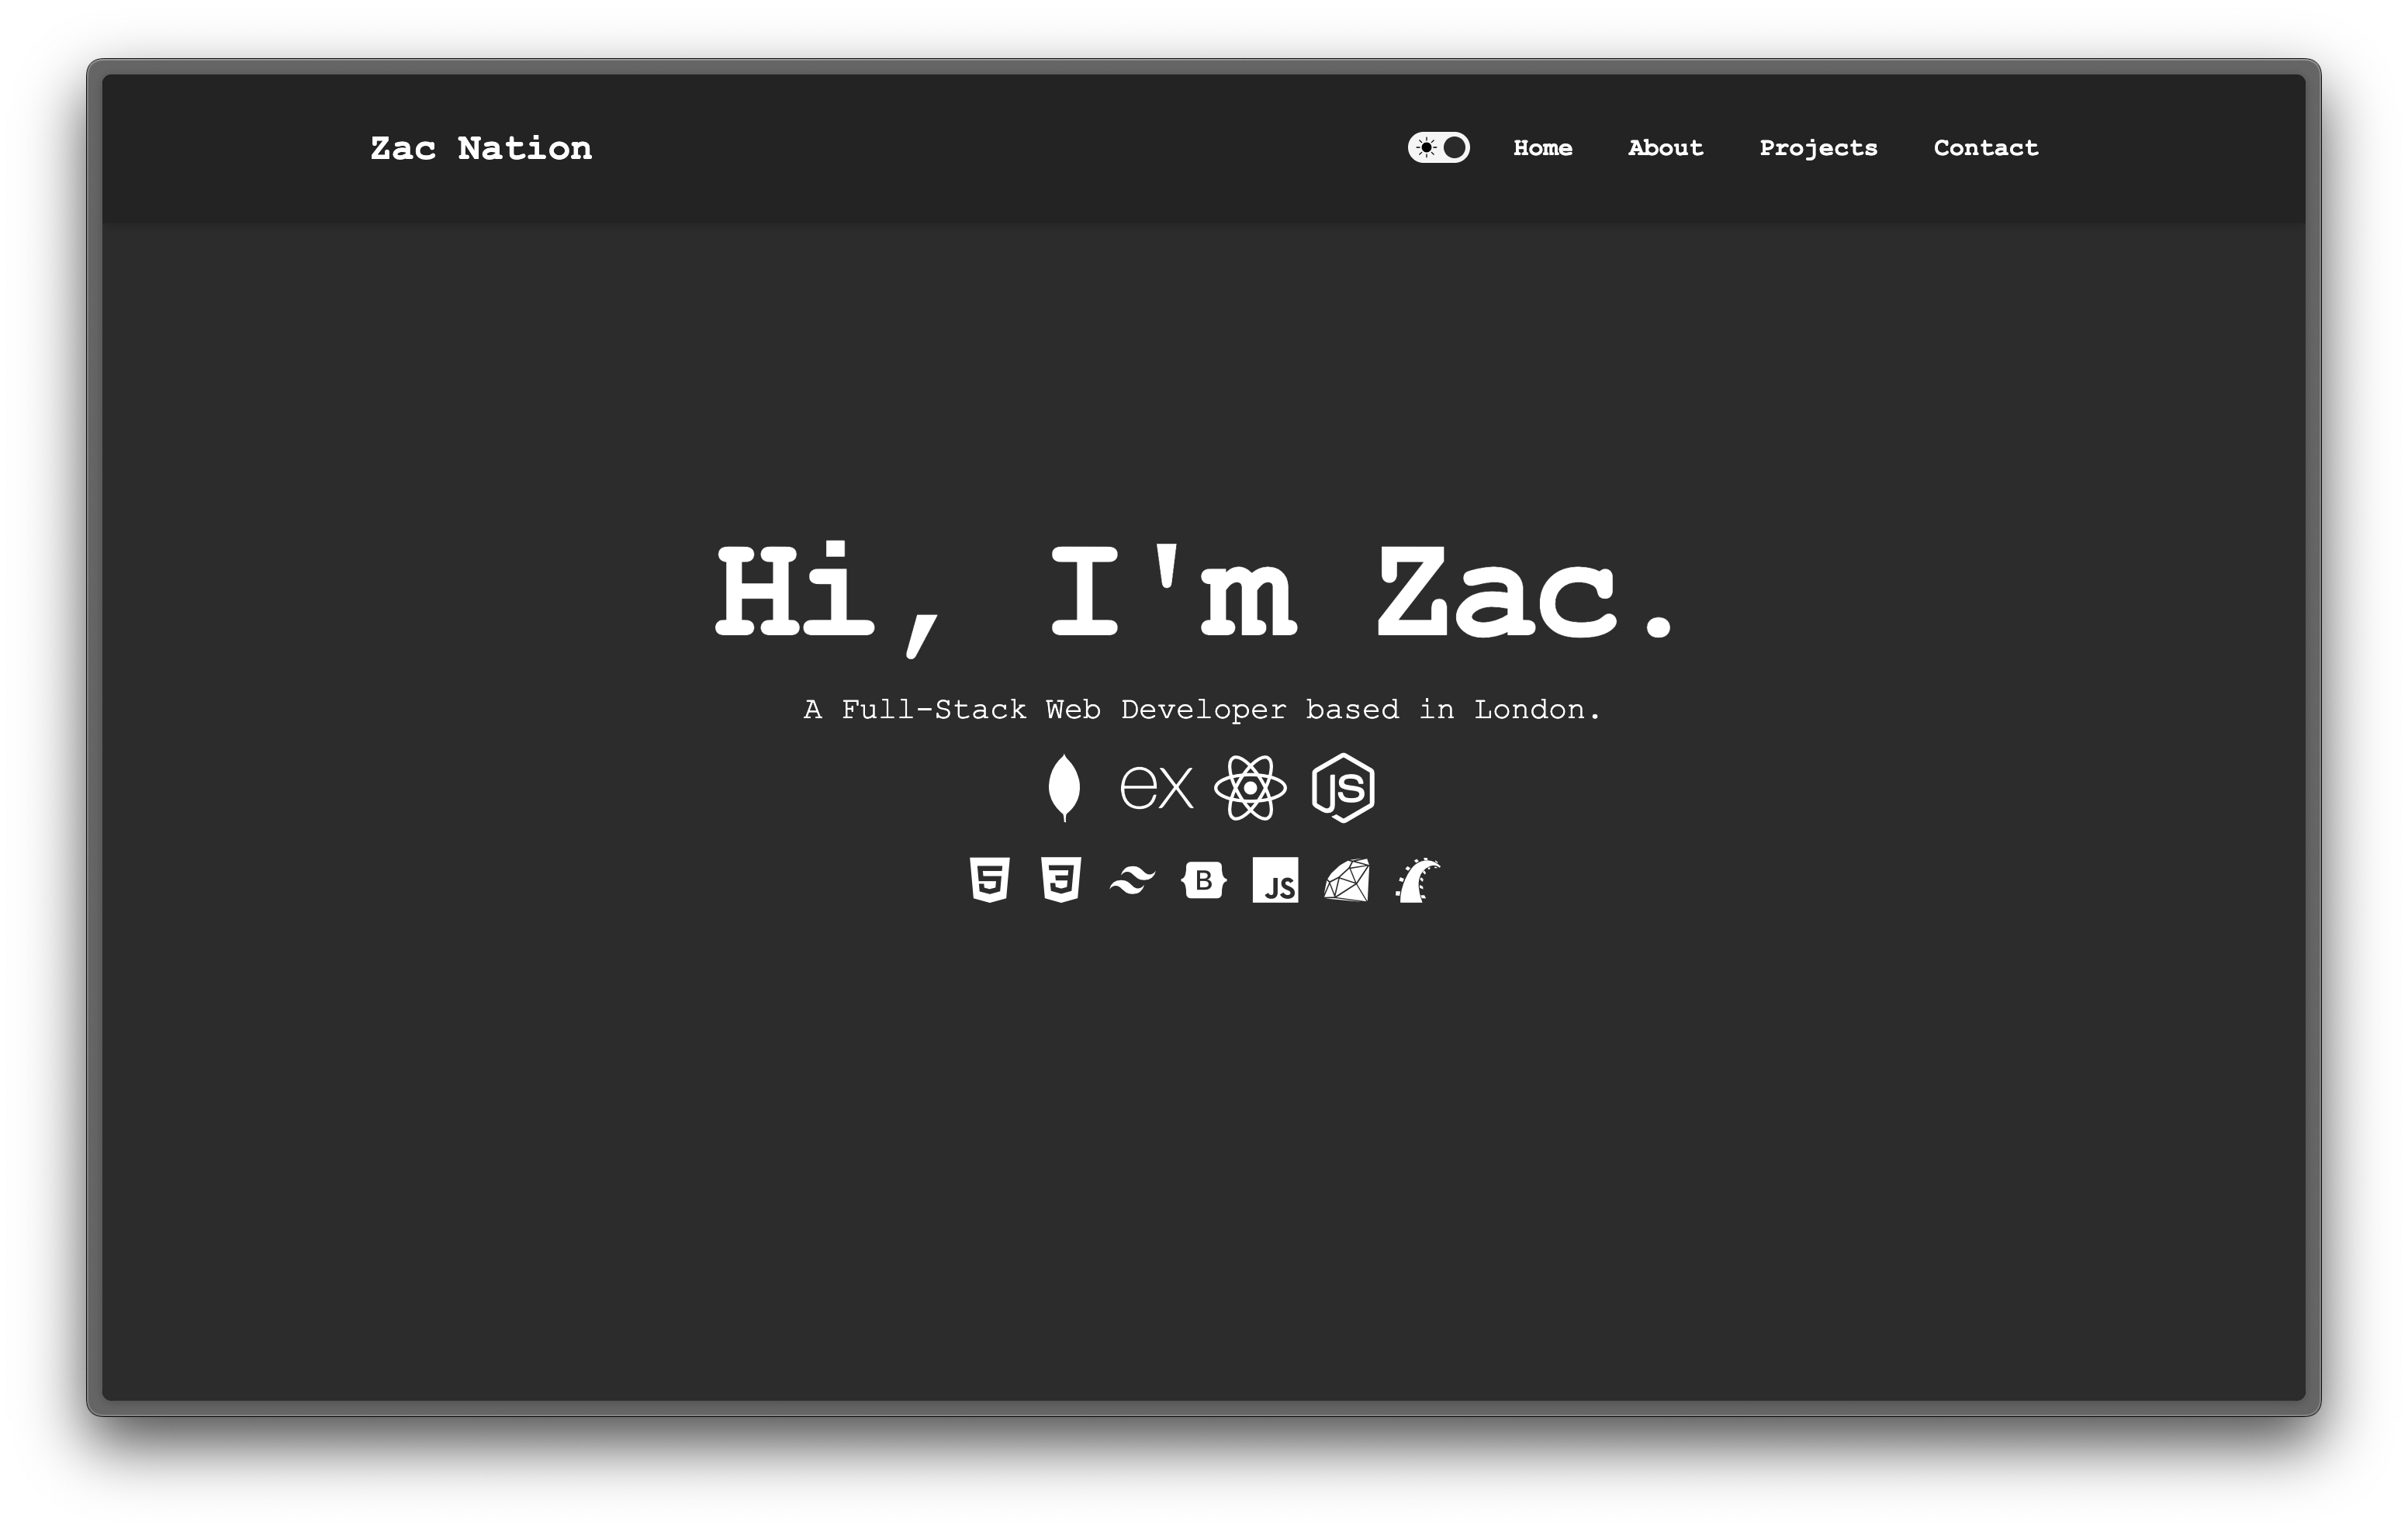 Zac Nation
Home About Projects Contact
Hi, I'm Zac.
A Full-Stack Web Developer based in London.
ex JS
5 3 B JS